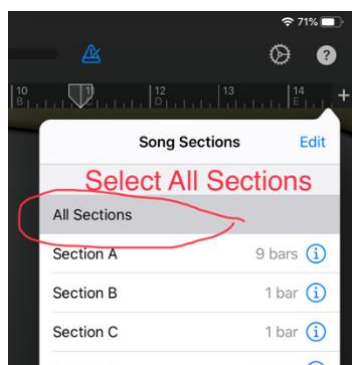 71%
?
10 11 12 13 14 +
B C D E
Song Sections Edit
Select All Sections
All Sections
Section A 9 bars i
Section B 1 bar i
Section C 1 bar i